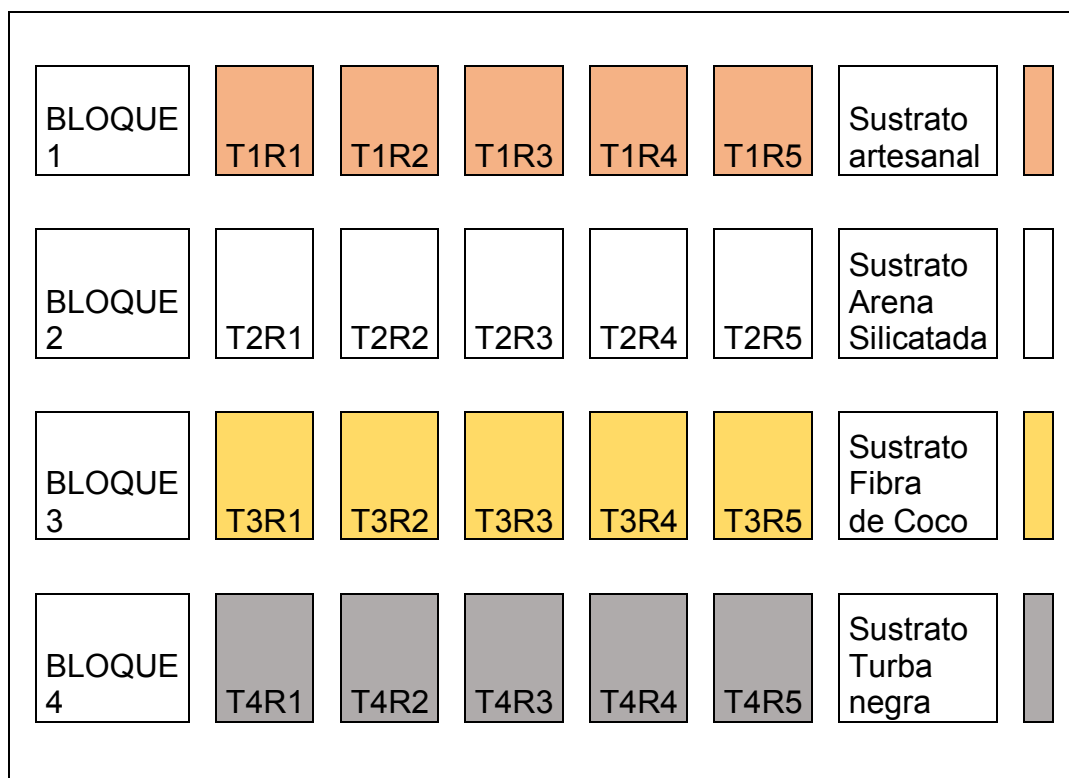 BLOQUE
1
T1R1
T1R2
T1R3
T1R4
T1R5
Sustrato
artesanal
BLOQUE
2
T2R1
T2R2
T2R3
T2R4
T2R5
Sustrato
Arena
Silicatada
BLOQUE
3
T3R1
T3R2
T3R3
T3R4
T3R5
Sustrato
Fibra
de Coco
BLOQUE
4
T4R1
T4R2
T4R3
T4R4
T4R5
Sustrato
Turba
negra